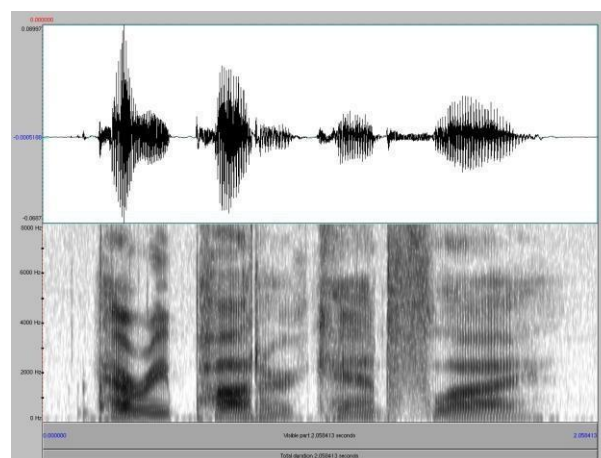 0.000000
0.06997
-0.0005188
-0.0687
8000 Hz
6000 Hz
4000 Hz
2000 Hz
0 Hz
0.000000 Visible part 2.058413 seconds 2.058413
Total duration 2.058413 seconds